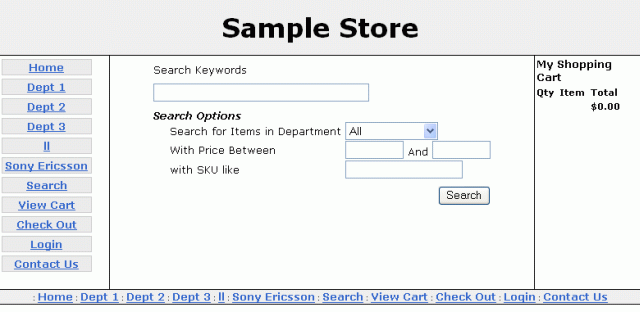 Sample Store
Home
Dept 1
Dept 2
Dept 3
ll
Sony Ericsson
Search
View Cart
Check Out
Login
Contact Us
Search Keywords
Search Options
Search for Items in Department All
With Price Between And
with SKU like
Search
My Shopping
Cart
Qty Item Total
$0.00
: Home : Dept 1 : Dept 2 : Dept 3 : ll : Sony Ericsson : Search : View Cart : Check Out : Login : Contact Us